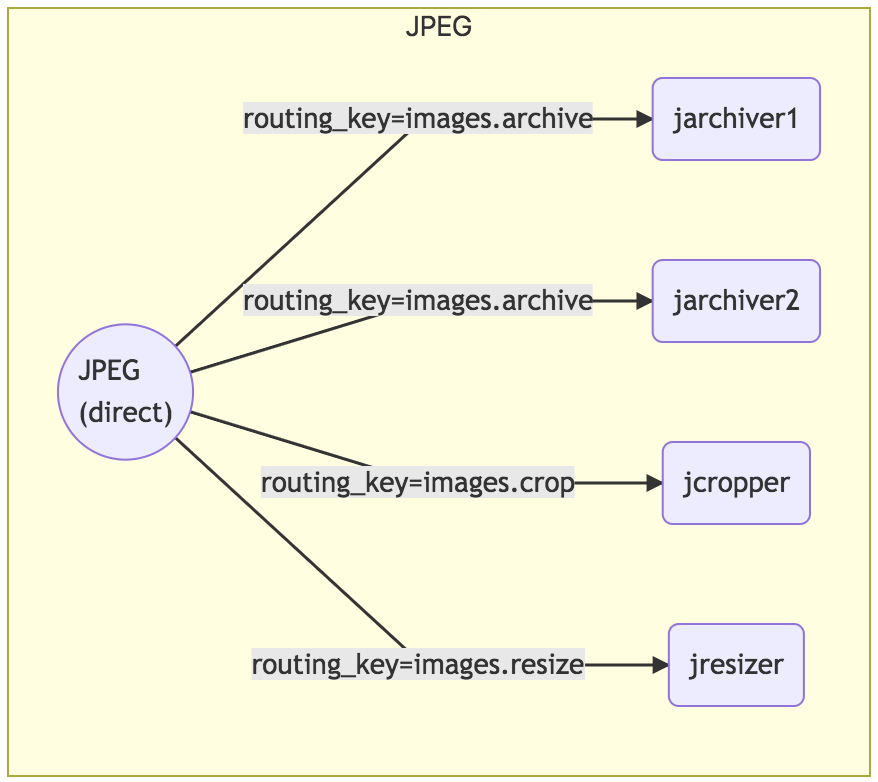 JPEG
routing_key=images.archive
jarchiver1
routing_key=images.archive
jarchiver2
JPEG
(direct)
routing_key=images.crop
jcropper
routing_key=images.resize
jresizer